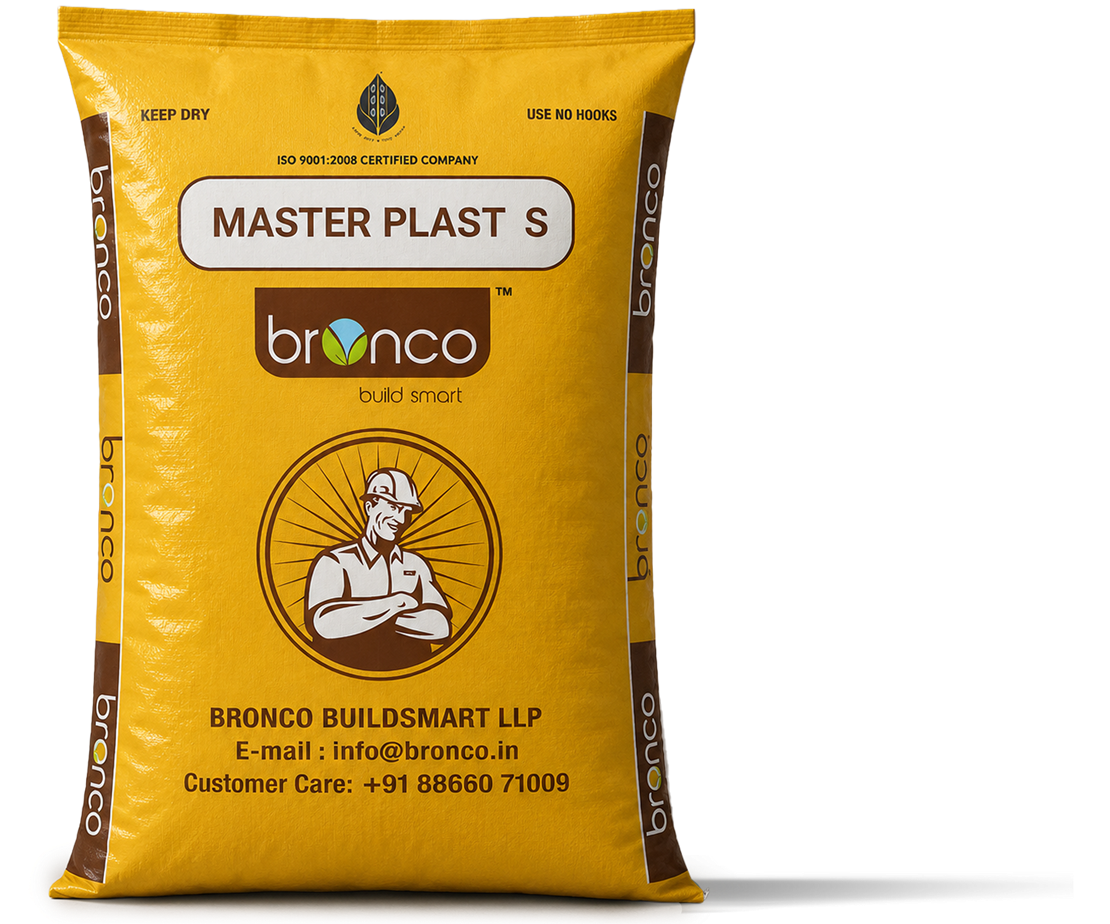 KEEP DRY
USE NO HOOKS
ISO 9001:2008 CERTIFIED COMPANY
MASTER PLAST S
bronco
TM
build smart
BRONCO BUILDSMART LLP
E-mail : info@bronco.in
Customer Care: +91 88660 71009
bronco
bronco
bronco
bronco
bronco
bronco